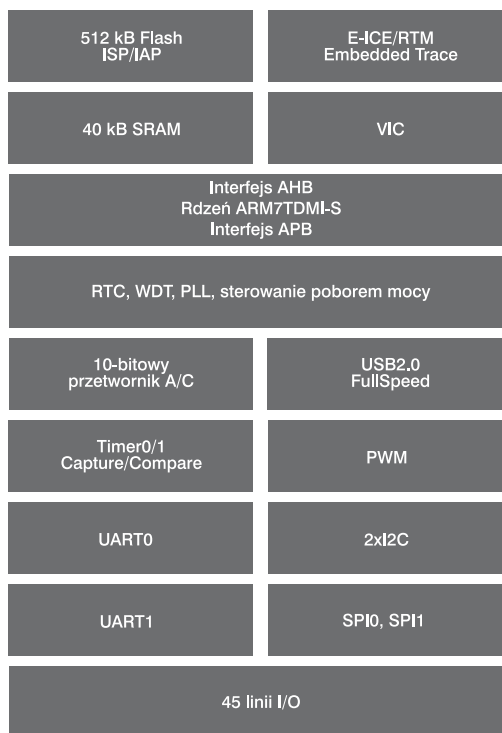 512 kB Flash
ISP/IAP
E-ICE/RTM
Embedded Trace
40 kB SRAM
VIC
Interfejs AHB
Rdzeń ARM7TDMI-S
Interfejs APB
RTC, WDT, PLL, sterowanie poborem mocy
10-bitowy
przetwornik A/C
USB2.0
FullSpeed
Timer0/1
Capture/Compare
PWM
UART0
2xI2C
UART1
SPI0, SPI1
45 linii I/O